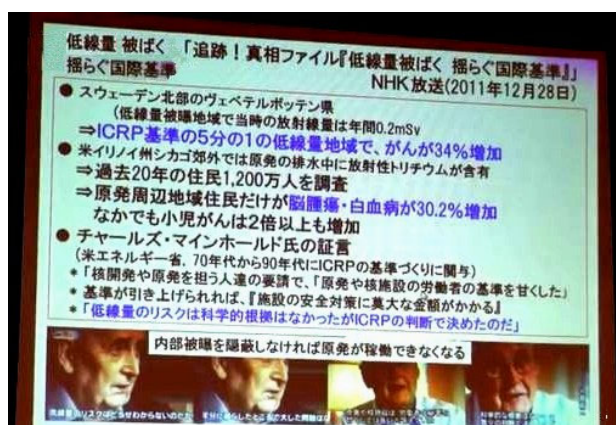 低線量 被ばく 「追跡！真相ファイル『低線量被ばく 揺らぐ国際基準』」
揺らぐ国際基準 NHK放送(2011年12月28日)
● スウェーデン北部のヴェベテルボッテン県
(低線量被曝地域で当時の放射線量は年間0.2mSv
⇒ICRP基準の5分の1の低線量地域で、がんが34%増加
● 米イリノイ州シカゴ郊外では原発の排水中に放射性トリチウムが含有
⇒過去20年の住民1,200万人を調査
⇒原発周辺地域住民だけが脳腫瘍・白血病が30.2%増加
なかでも小児がんは2倍以上も増加
● チャールズ・マインホールド氏の証言
(米エネルギー省、70年代から90年代にICRPの基準づくりに関与)
*「核開発や原発を担う人達の要請で、「原発や核施設の労働者の基準を甘くした」
* 基準が引き上げられれば、『施設の安全対策に莫大な金額がかかる』
*「低線量のリスクは科学的根拠はなかったがICRPの判断で決めたのだ」
内部被曝を隠蔽しなければ原発が稼働できなくなる